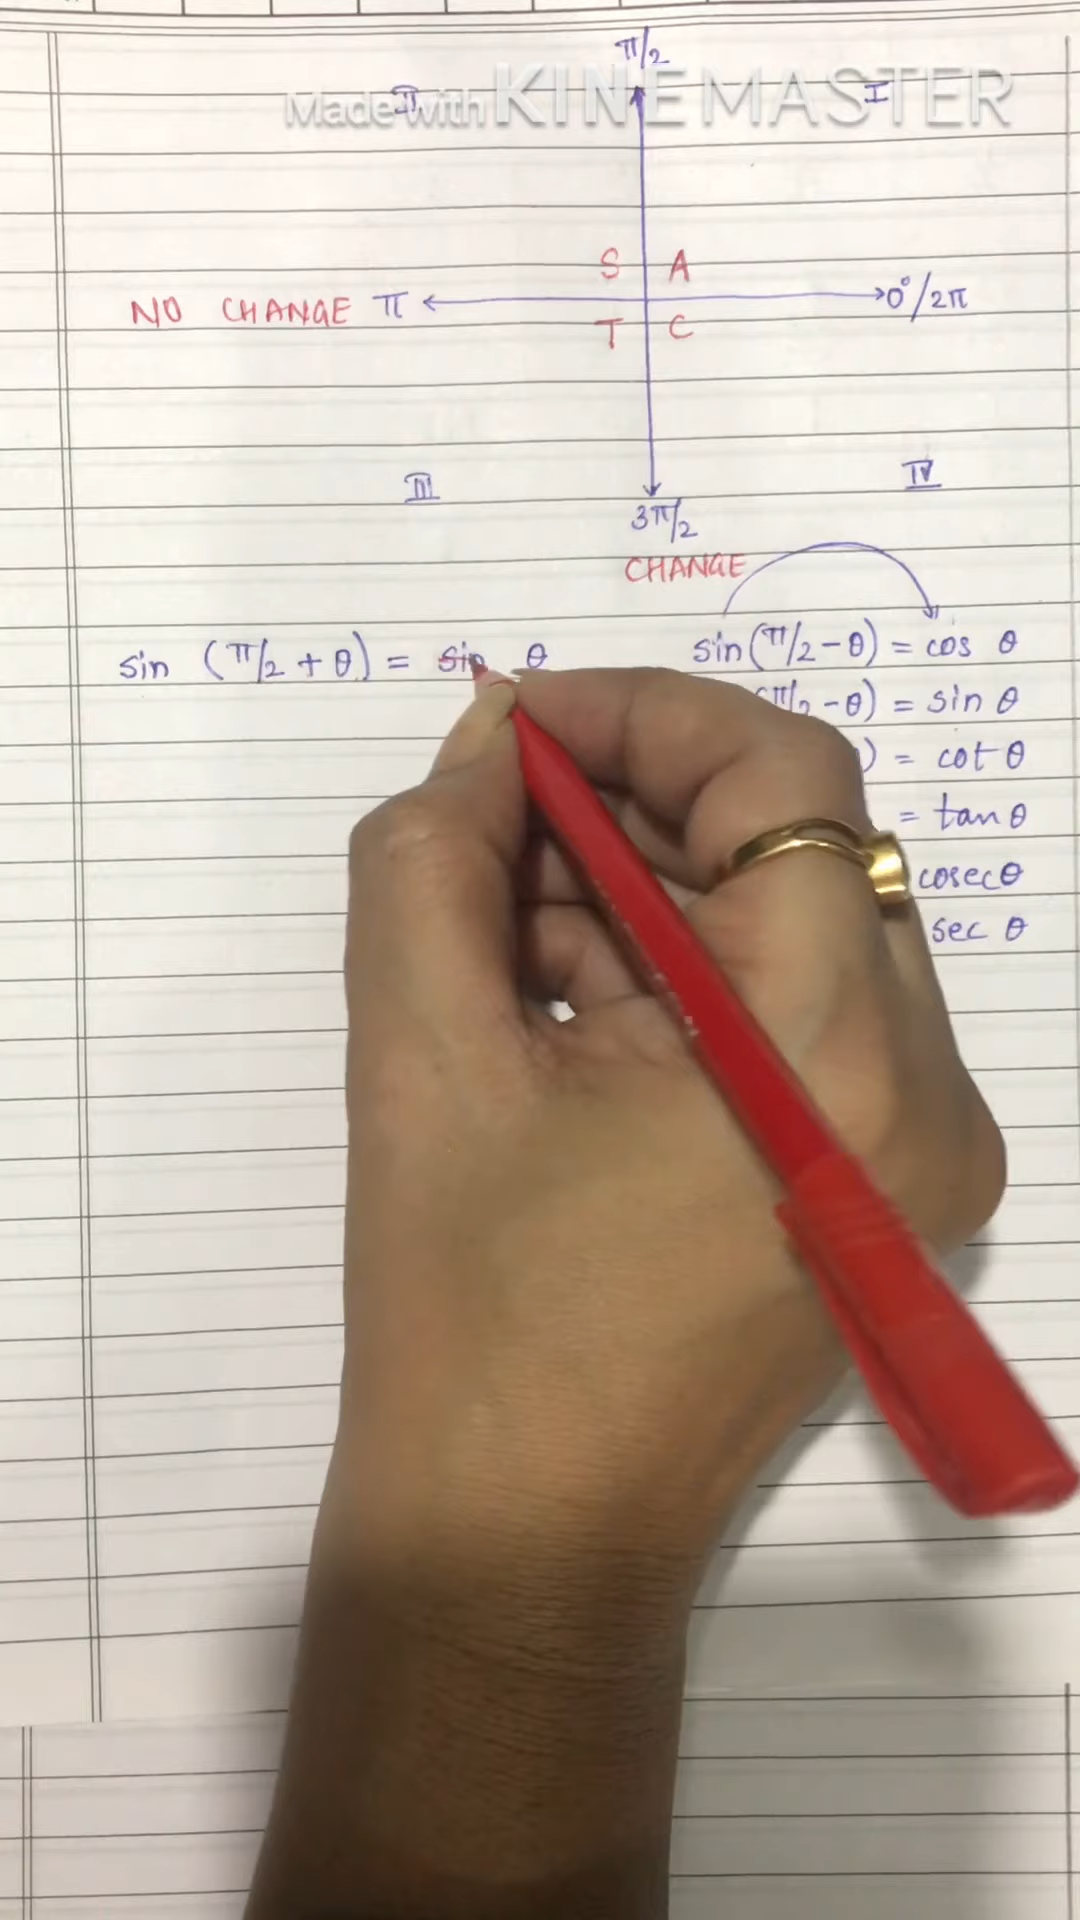 π/2
Made with KINEMASTER
II I
S A
NO CHANGE π 0°/2π
T C
III IV
3π/2
CHANGE
sin (π/2 + θ) = sin θ
sin(π/2 - θ) = cos θ
(π/2 - θ) = sin θ
) = cot θ
= tan θ
cosec θ
sec θ